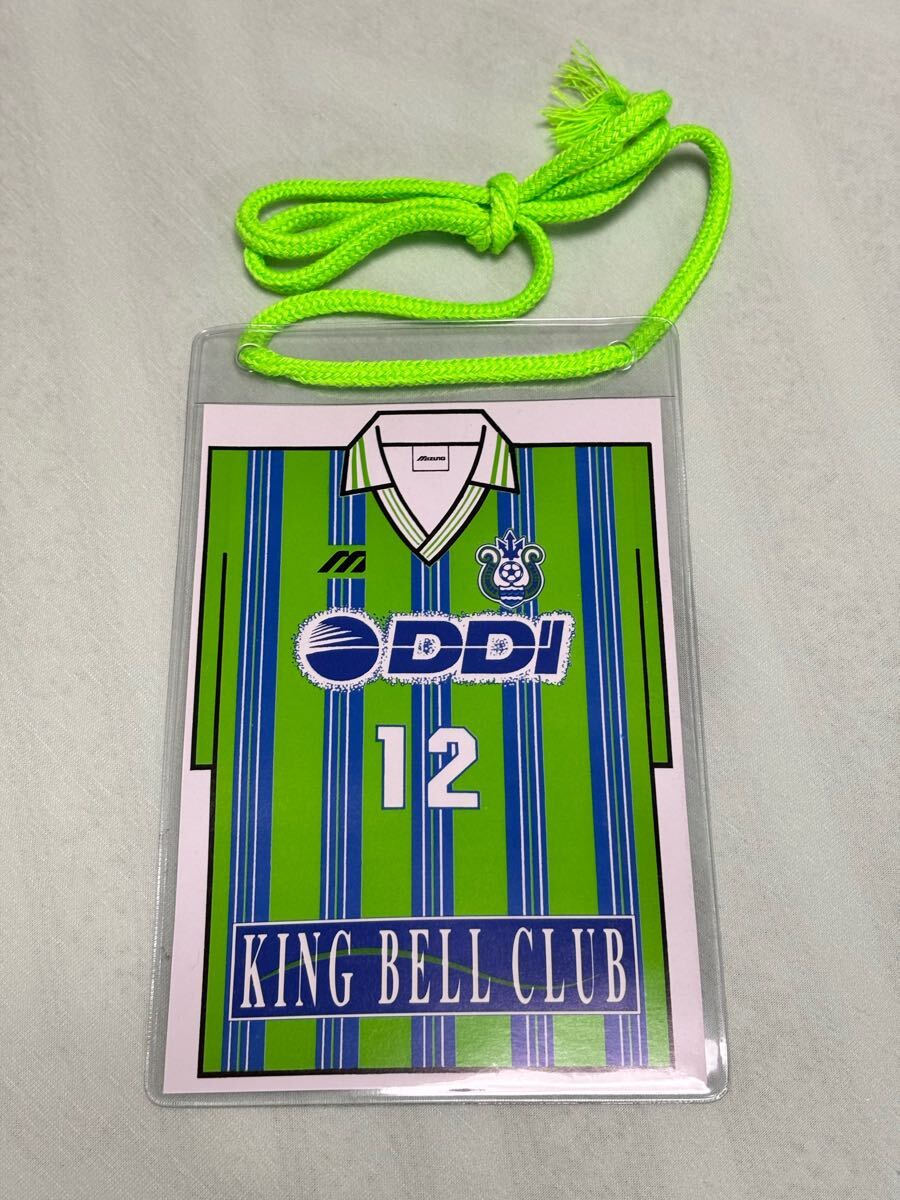 MIZUNO
DDI
12
KING BELL CLUB